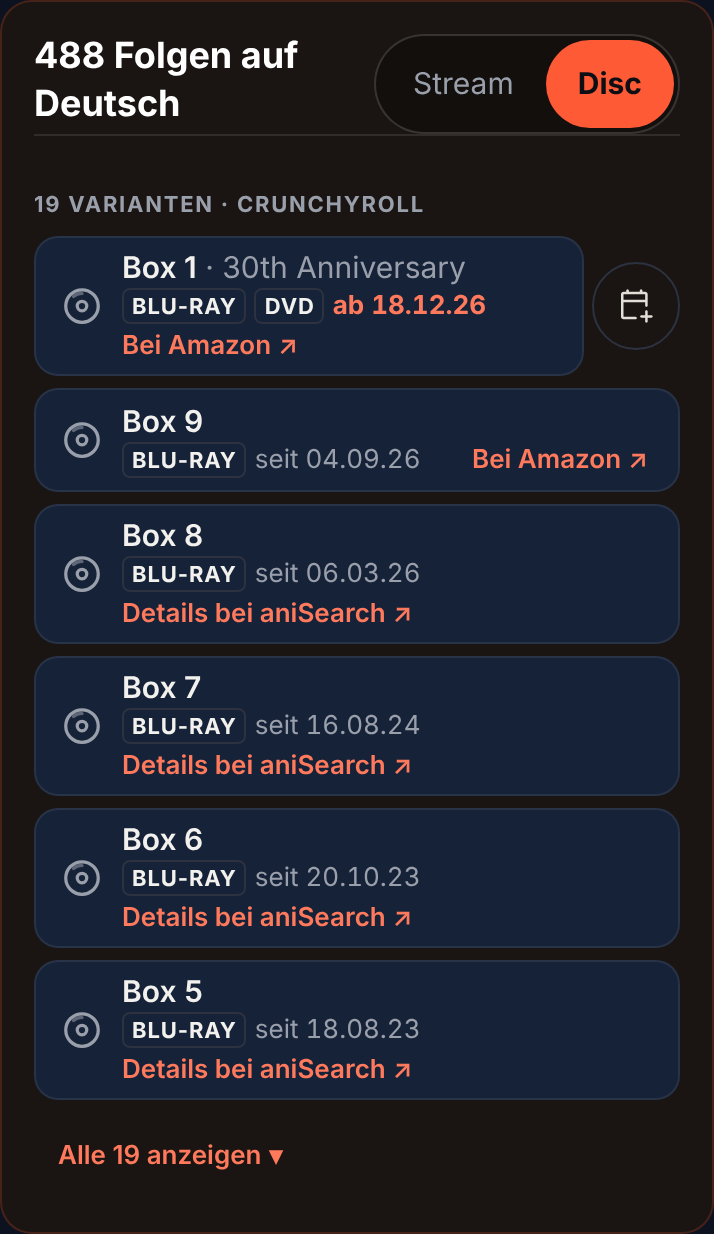 488 Folgen auf
Deutsch
Stream Disc
19 VARIANTEN · CRUNCHYROLL
Box 1 · 30th Anniversary
BLU-RAY DVD ab 18.12.26
Bei Amazon ↗
Box 9
BLU-RAY seit 04.09.26 Bei Amazon ↗
Box 8
BLU-RAY seit 06.03.26
Details bei aniSearch ↗
Box 7
BLU-RAY seit 16.08.24
Details bei aniSearch ↗
Box 6
BLU-RAY seit 20.10.23
Details bei aniSearch ↗
Box 5
BLU-RAY seit 18.08.23
Details bei aniSearch ↗
Alle 19 anzeigen ▾